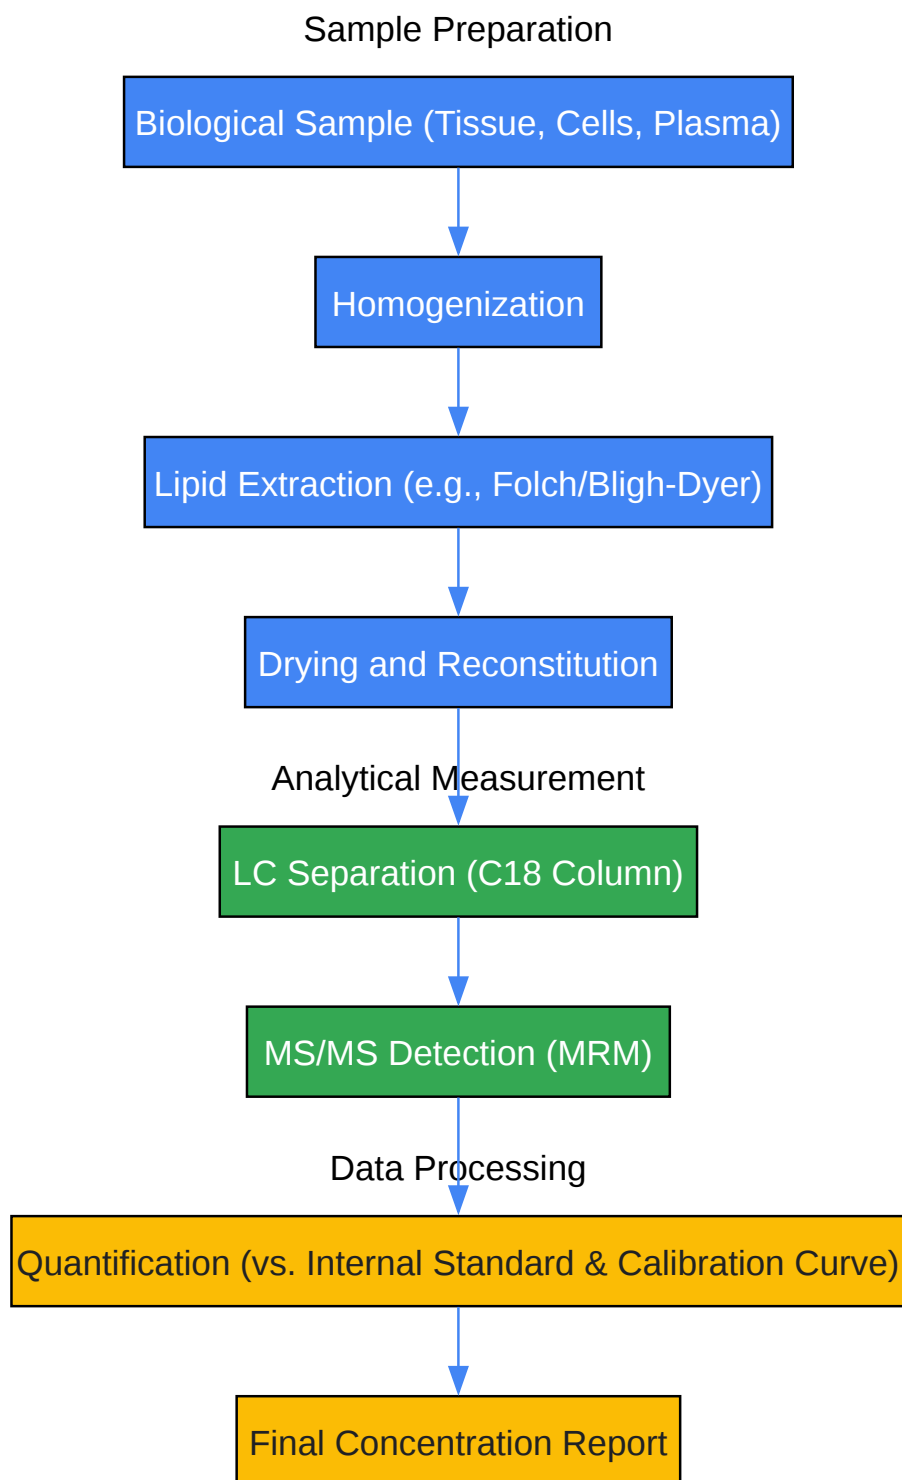 Sample Preparation
Biological Sample (Tissue, Cells, Plasma)
Homogenization
Lipid Extraction (e.g., Folch/Bligh-Dyer)
Drying and Reconstitution
Analytical Measurement
LC Separation (C18 Column)
MS/MS Detection (MRM)
Data Processing
Quantification (vs. Internal Standard & Calibration Curve)
Final Concentration Report